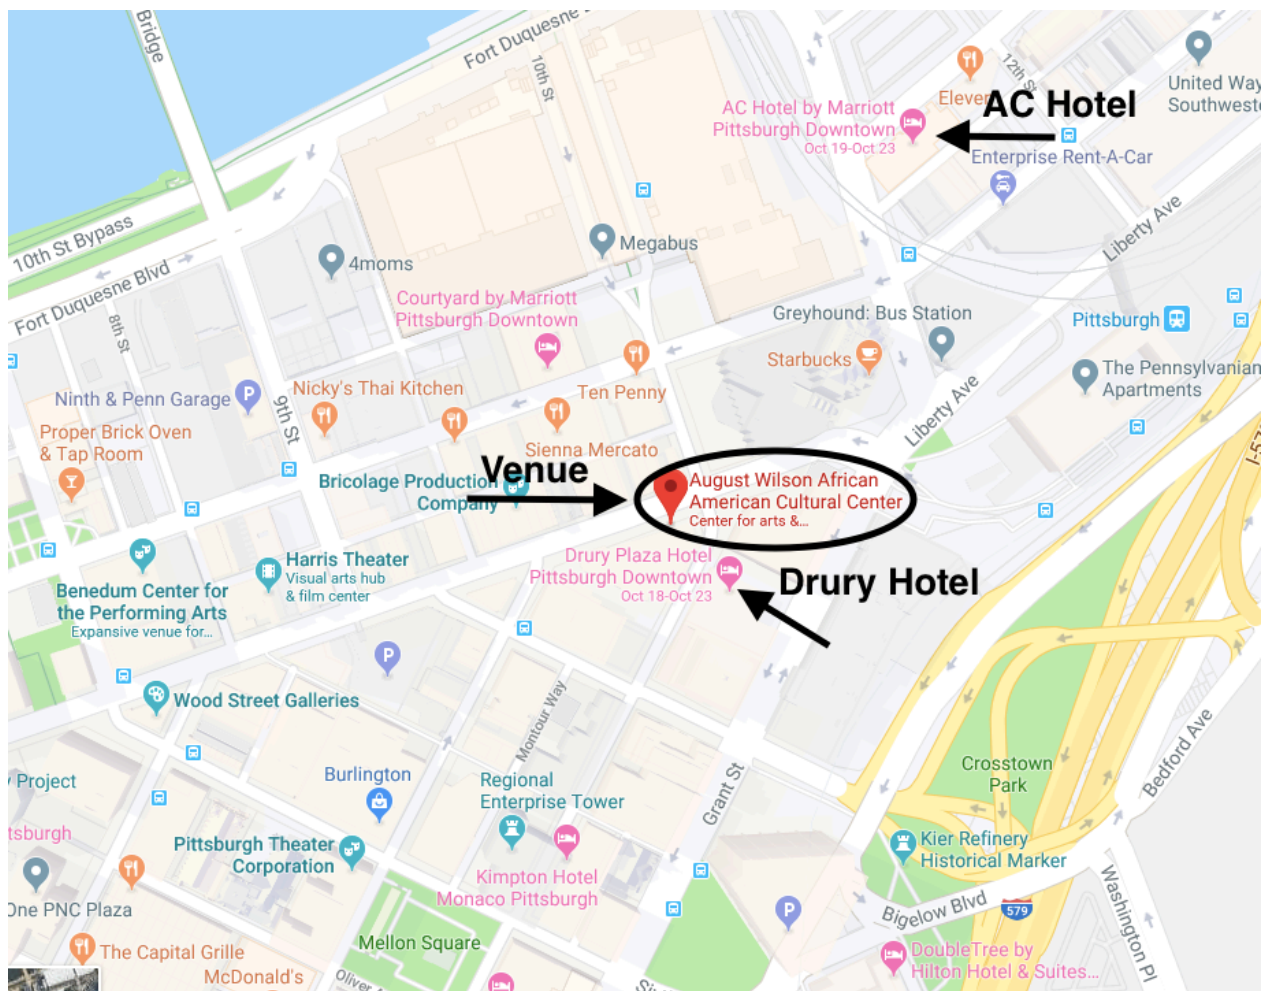 Bridge
Fort Duquesne
10th St
12th St
Eleven
AC Hotel
United Way
Southwest
AC Hotel by Marriott
Pittsburgh Downtown
Oct 19-Oct 23
Enterprise Rent-A-Car
Liberty Ave
10th St Bypass
Fort Duquesne Blvd
8th St
4moms
Megabus
Courtyard by Marriott
Pittsburgh Downtown
Greyhound: Bus Station
Pittsburgh
Starbucks
The Pennsylvanian
Apartments
Ninth & Penn Garage
P
9th St
Nicky's Thai Kitchen
Ten Penny
Liberty Ave
Proper Brick Oven
& Tap Room
Sienna Mercato
I-579
Venue
Bricolage Production
Company
August Wilson African
American Cultural Center
Center for arts &...
Harris Theater
Visual arts hub
& film center
Drury Plaza Hotel
Pittsburgh Downtown
Oct 18-Oct 23
Drury Hotel
Benedum Center for
the Performing Arts
Expansive venue for...
P
Wood Street Galleries
Montour Way
Bedford Ave
Crosstown
Park
Project
Burlington
Regional
Enterprise Tower
Grant St
tsburgh
Pittsburgh Theater
Corporation
Kier Refinery
Historical Marker
Kimpton Hotel
Monaco Pittsburgh
Washington Pl
Bigelow Blvd
579
P
One PNC Plaza
Mellon Square
The Capital Grille
McDonald's
Oliver
DoubleTree by
Hilton Hotel & Suites...